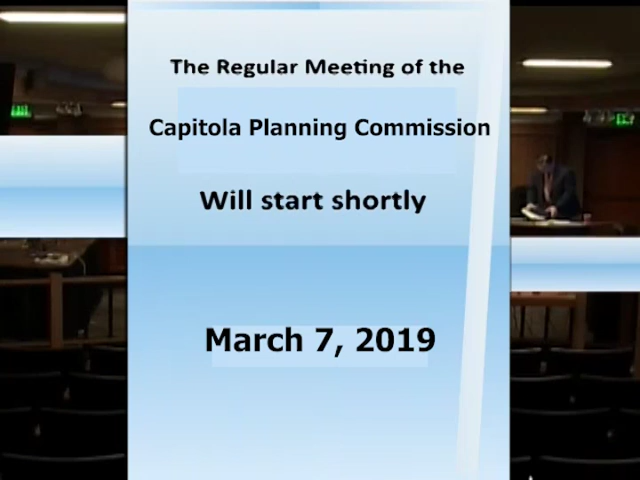 The Regular Meeting of the
Capitola Planning Commission
Will start shortly
March 7, 2019